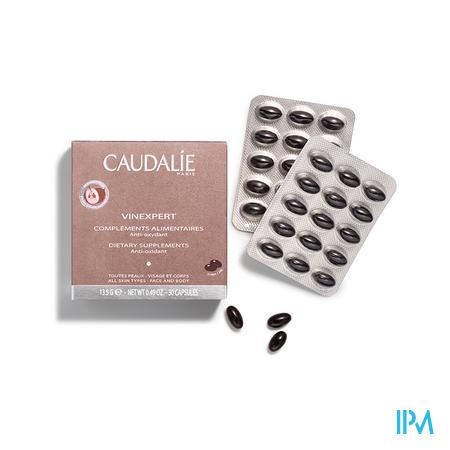 CAUDALÍE
PARIS
VINEXPERT
COMPLÉMENTS ALIMENTAIRES
Anti-oxydant
DIETARY SUPPLEMENTS
Anti-oxidant
TOUTES PEAUX - VISAGE ET CORPS
ALL SKIN TYPES - FACE AND BODY
13.5 G ℮ - NET WT 0.49 OZ - 30 CAPSULES
IPM